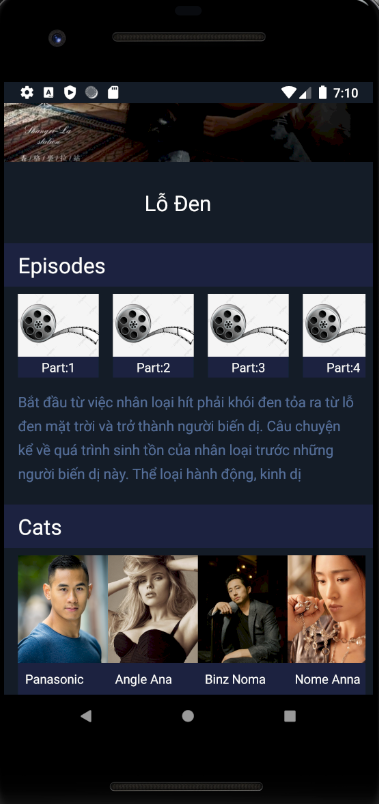 7:10
Shangri-La
station
Lỗ Đen
Episodes
Part:1
Part:2
Part:3
Part:4
Bắt đầu từ việc nhân loại hít phải khói đen tỏa ra từ lỗ
đen mặt trời và trở thành người biến dị. Câu chuyện
kể về quá trình sinh tồn của nhân loại trước những
người biến dị này. Thể loại hành động, kinh dị
Cats
Panasonic
Angle Ana
Binz Noma
Nome Anna